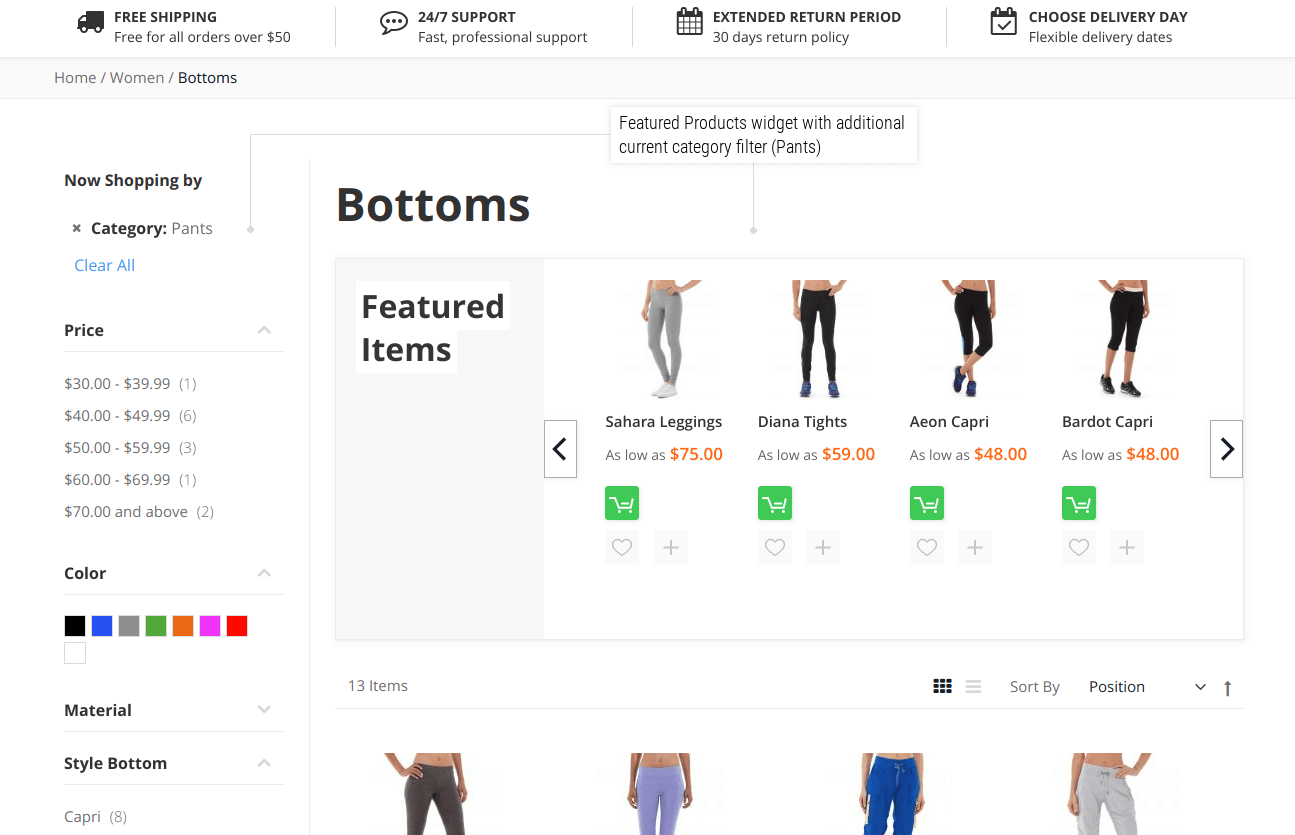 FREE SHIPPING
Free for all orders over $50
24/7 SUPPORT
Fast, professional support
EXTENDED RETURN PERIOD
30 days return policy
CHOOSE DELIVERY DAY
Flexible delivery dates
Home / Women / Bottoms
Featured Products widget with additional
current category filter (Pants)
Now Shopping by
Category: Pants
Clear All
Price
$30.00 - $39.99 (1)
$40.00 - $49.99 (6)
$50.00 - $59.99 (3)
$60.00 - $69.99 (1)
$70.00 and above (2)
Color
Material
Style Bottom
Capri (8)
Bottoms
Featured
Items
Sahara Leggings
As low as $75.00
Diana Tights
As low as $59.00
Aeon Capri
As low as $48.00
Bardot Capri
As low as $48.00
13 Items
Sort By Position